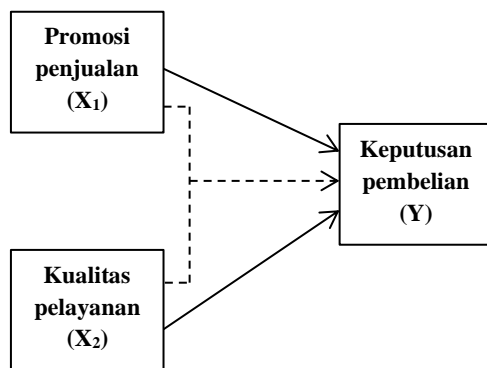 Promosi
penjualan
(X₁)
Keputusan
pembelian
(Y)
Kualitas
pelayanan
(X₂)